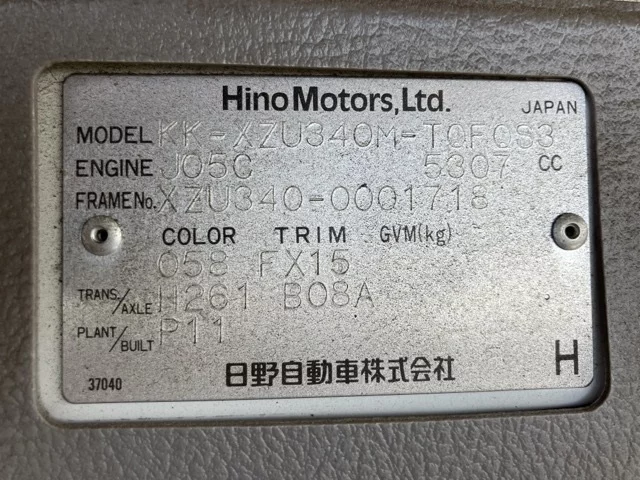 Hino Motors, Ltd.
JAPAN
MODEL KK-XZU340M-TQFQS3
ENGINE J05C 5307 CC
FRAME No. XZU340-0001718
COLOR TRIM GVM(kg)
058 FX15
TRANS./AXLE H261 B08A
PLANT/BUILT P11
37040
日野自動車株式会社
H